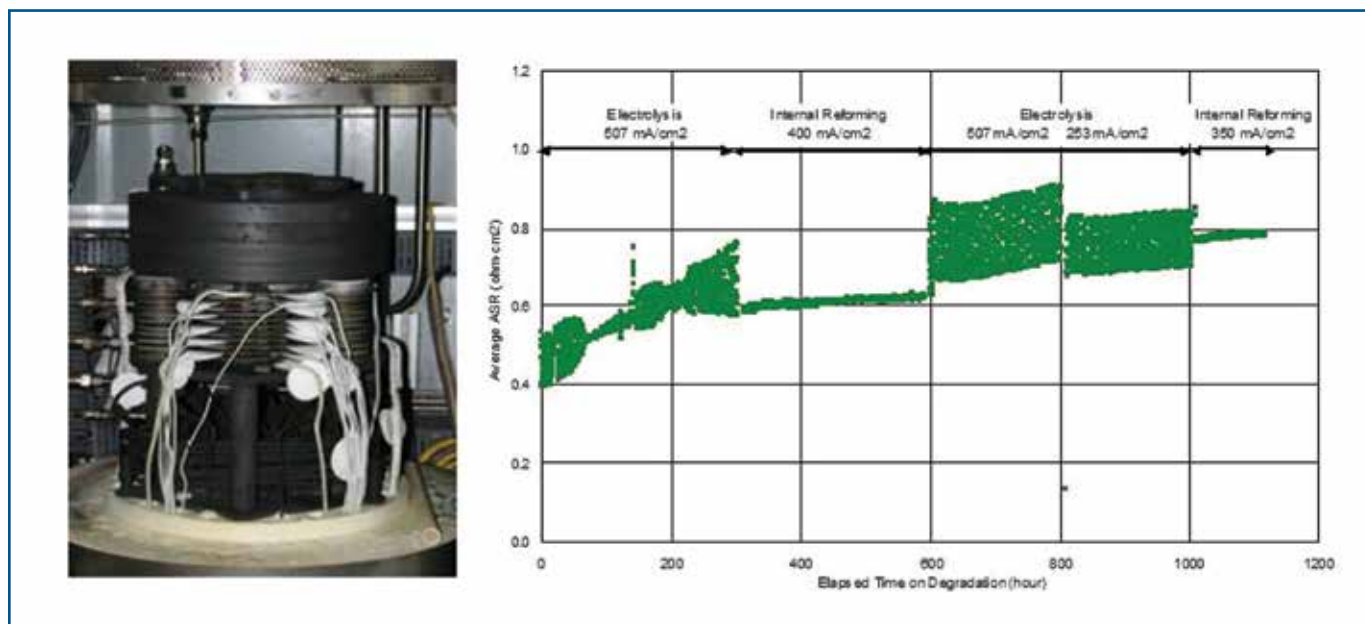 1.2
1.0
0.8
0.6
0.4
0.2
0.0
Average ASR (ohm-cm2)
Electrolysis
507 mA/cm2
Internal Reforming
400 mA/cm2
Electrolysis
507 mA/cm2 253 mA/cm2
Internal Reforming
350 mA/cm2
0 200 400 600 800 1000 1200
Elapsed Time on Degradation (hour)